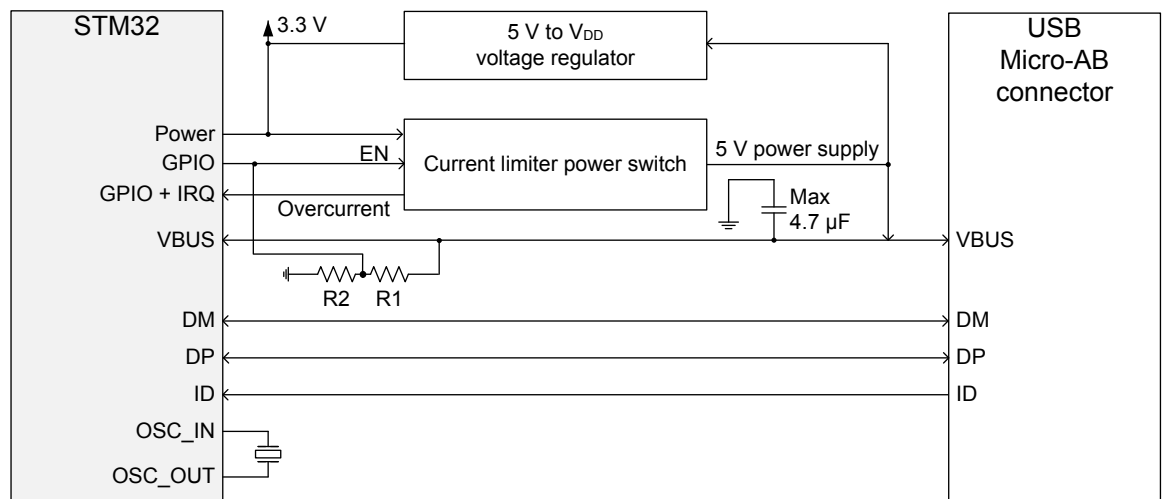 STM32
3.3 V
5 V to VDD
voltage regulator
USB
Micro-AB
connector
Power
GPIO
EN
Current limiter power switch
5 V power supply
GPIO + IRQ
Overcurrent
Max
4.7 µF
VBUS
VBUS
R2
R1
DM
DM
DP
DP
ID
ID
OSC_IN
OSC_OUT